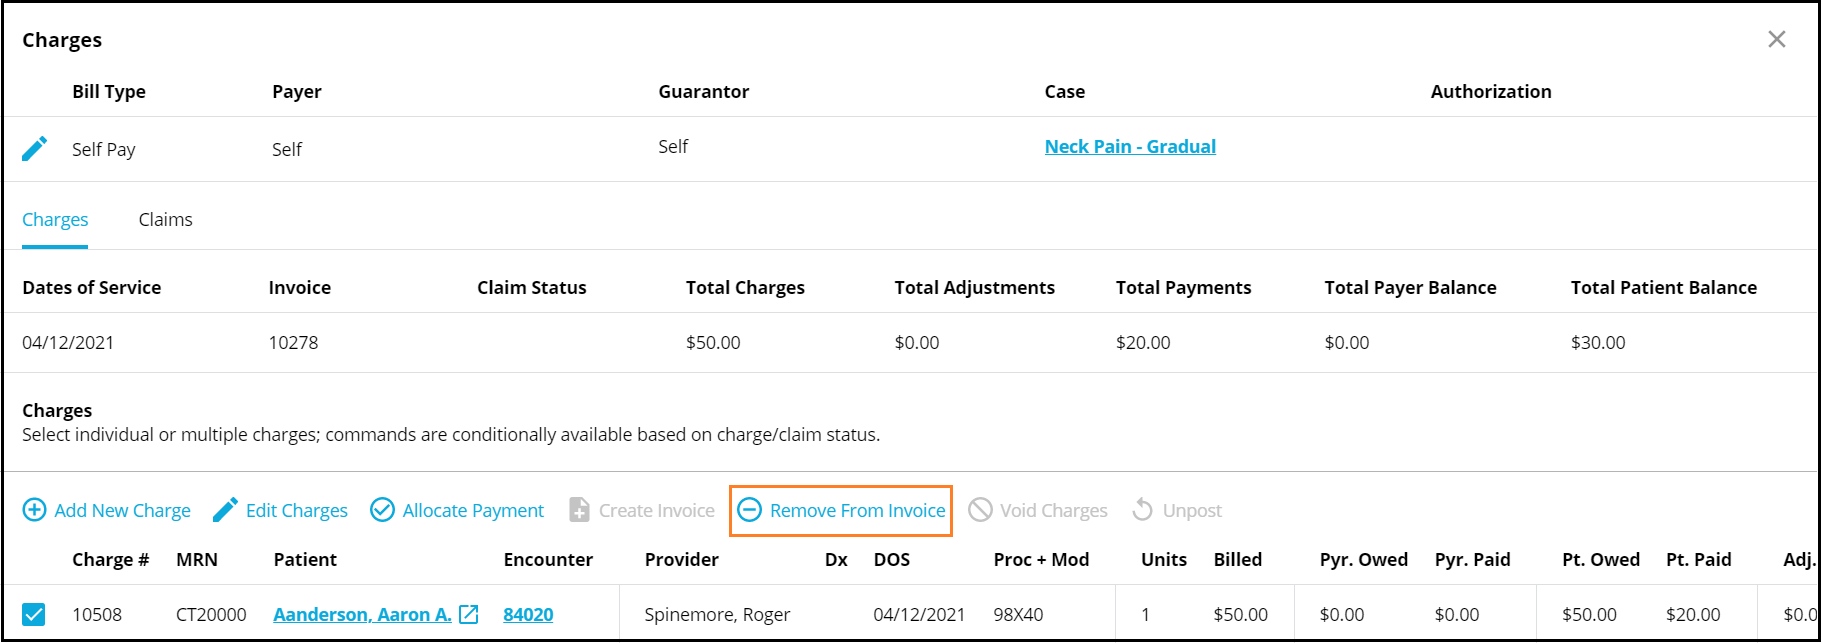 Charges
Bill Type Payer Guarantor Case Authorization
Self Pay Self Self Neck Pain - Gradual
Charges Claims
Dates of Service Invoice Claim Status Total Charges Total Adjustments Total Payments Total Payer Balance Total Patient Balance
04/12/2021 10278 $50.00 $0.00 $20.00 $0.00 $30.00
Charges
Select individual or multiple charges; commands are conditionally available based on charge/claim status.
Add New Charge Edit Charges Allocate Payment Create Invoice Remove From Invoice Void Charges Unpost
Charge # MRN Patient Encounter Provider Dx DOS Proc + Mod Units Billed Pyr. Owed Pyr. Paid Pt. Owed Pt. Paid Adj.
10508 CT20000 Aanderson, Aaron A. 84020 Spinemore, Roger 04/12/2021 98X40 1 $50.00 $0.00 $0.00 $50.00 $20.00 $0.0